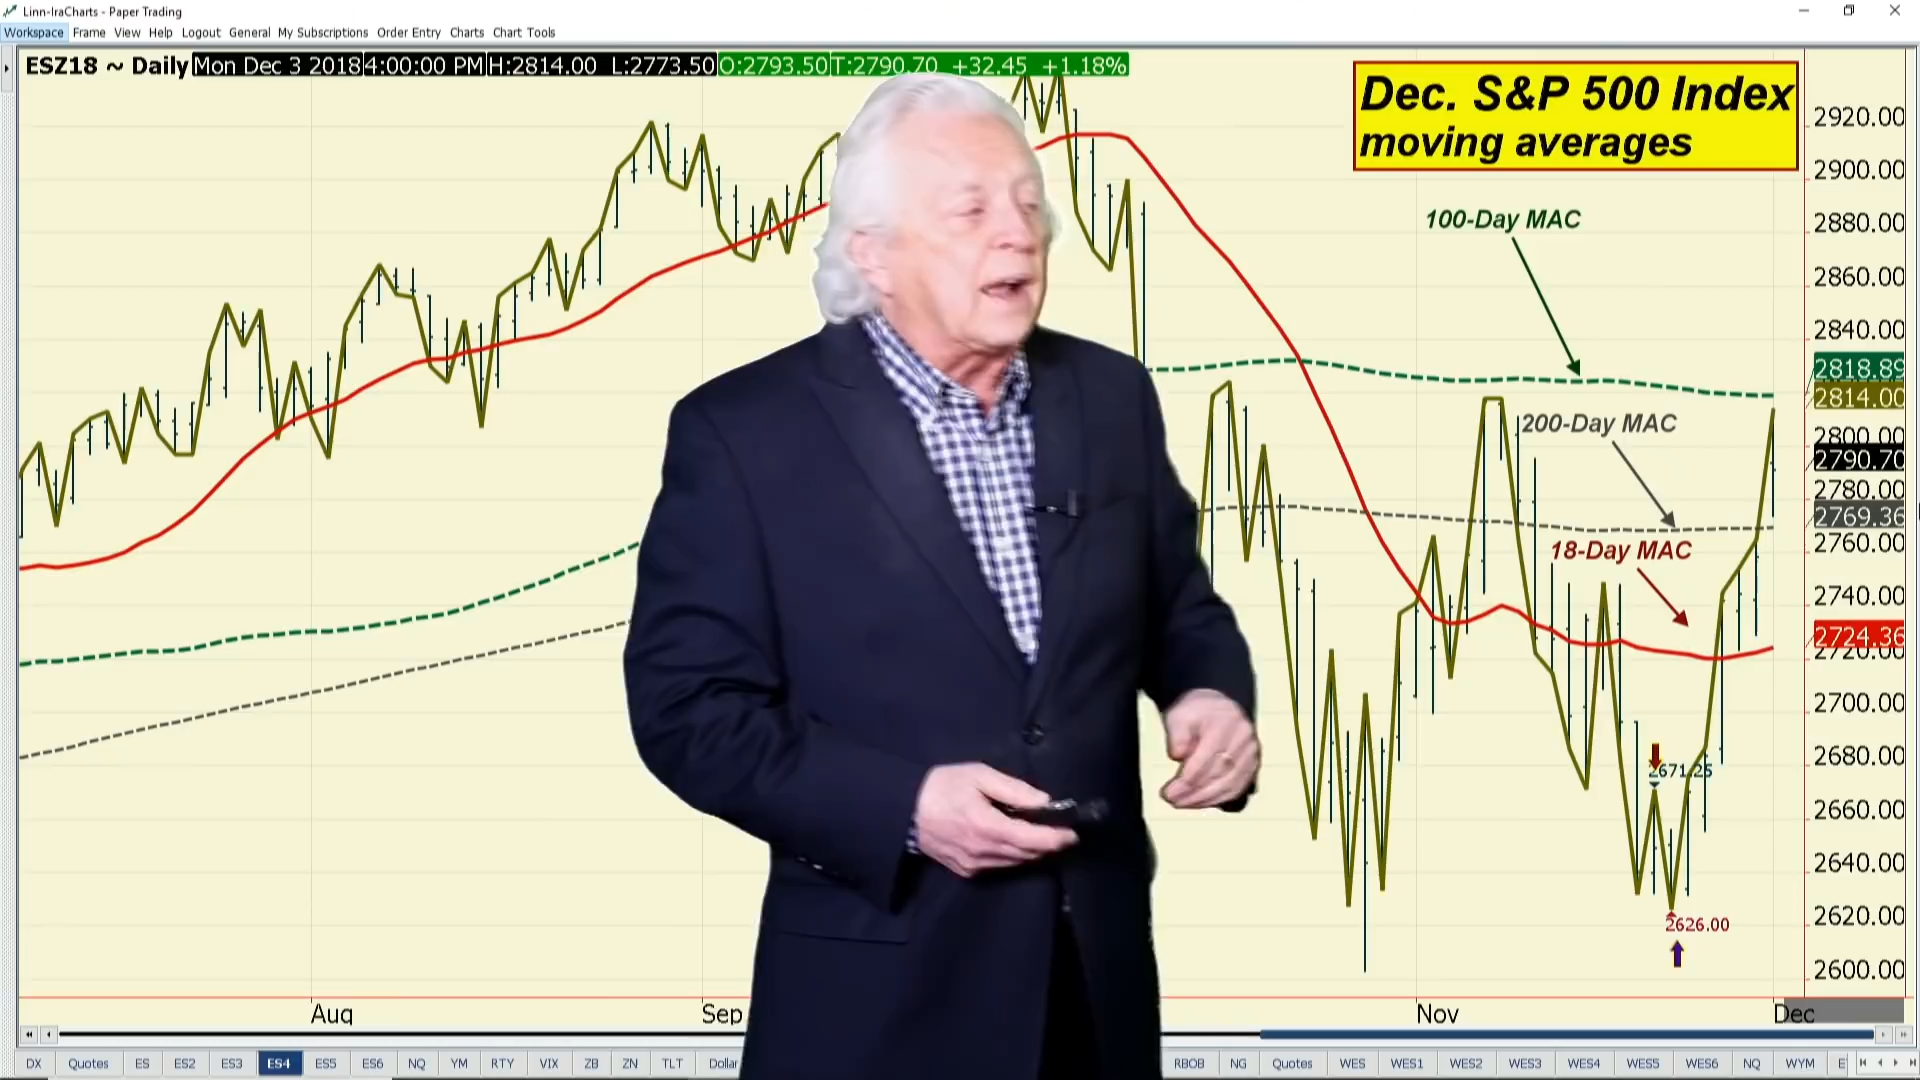 Linn-IraCharts - Paper Trading
Workspace Frame View Help Logout General My Subscriptions Order Entry Charts Chart Tools
ESZ18 ~ Daily Mon Dec 3 2018 4:00:00 PM H:2814.00 L:2773.50 O:2793.50 T:2790.70 +32.45 +1.18%
Dec. S&P 500 Index
moving averages
2920.00
2900.00
100-Day MAC
2880.00
2860.00
2840.00
2818.89
2814.00
200-Day MAC
2800.00
2790.70
2780.00
2769.36
2760.00
18-Day MAC
2740.00
2724.36
2720.00
2700.00
2680.00
2671.25
2660.00
2640.00
2620.00
2626.00
2600.00
Aug Sep Nov Dec
DX Quotes ES ES2 ES3 ES4 ES5 ES6 NQ YM RTY VIX ZB ZN TLT Dollar RBOB NG Quotes WES WES1 WES2 WES3 WES4 WES5 WES6 NQ WYM E